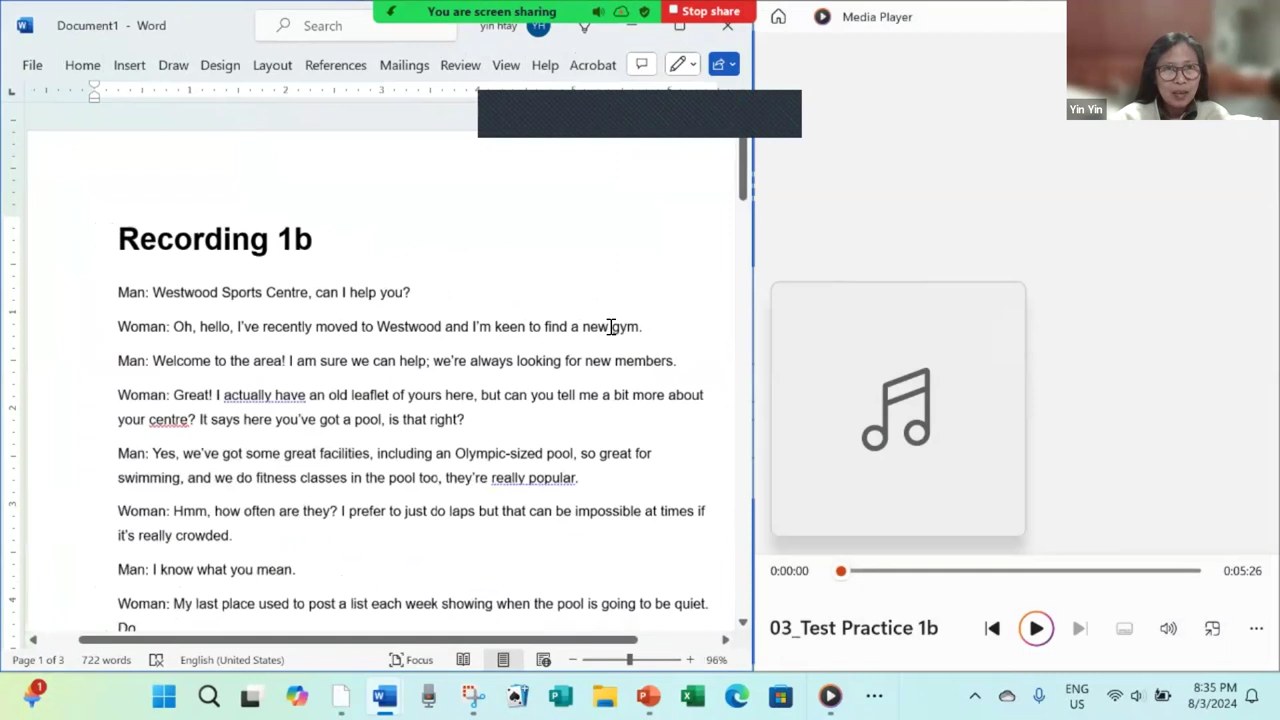 You are screen sharing
Stop share
Document1 - Word
Search
yin htay
YH
Media Player
File Home Insert Draw Design Layout References Mailings Review View Help Acrobat
Yin Yin
Recording 1b
Man: Westwood Sports Centre, can I help you?
Woman: Oh, hello, I've recently moved to Westwood and I'm keen to find a new gym.
Man: Welcome to the area! I am sure we can help; we're always looking for new members.
Woman: Great! I actually have an old leaflet of yours here, but can you tell me a bit more about
your centre? It says here you've got a pool, is that right?
Man: Yes, we've got some great facilities, including an Olympic-sized pool, so great for
swimming, and we do fitness classes in the pool too, they're really popular.
Woman: Hmm, how often are they? I prefer to just do laps but that can be impossible at times if
it's really crowded.
Man: I know what you mean.
Woman: My last place used to post a list each week showing when the pool is going to be quiet.
Do
0:00:00
0:05:26
03_Test Practice 1b
Page 1 of 3 722 words English (United States) Focus 96%
1
ENG
US
8:35 PM
8/3/2024